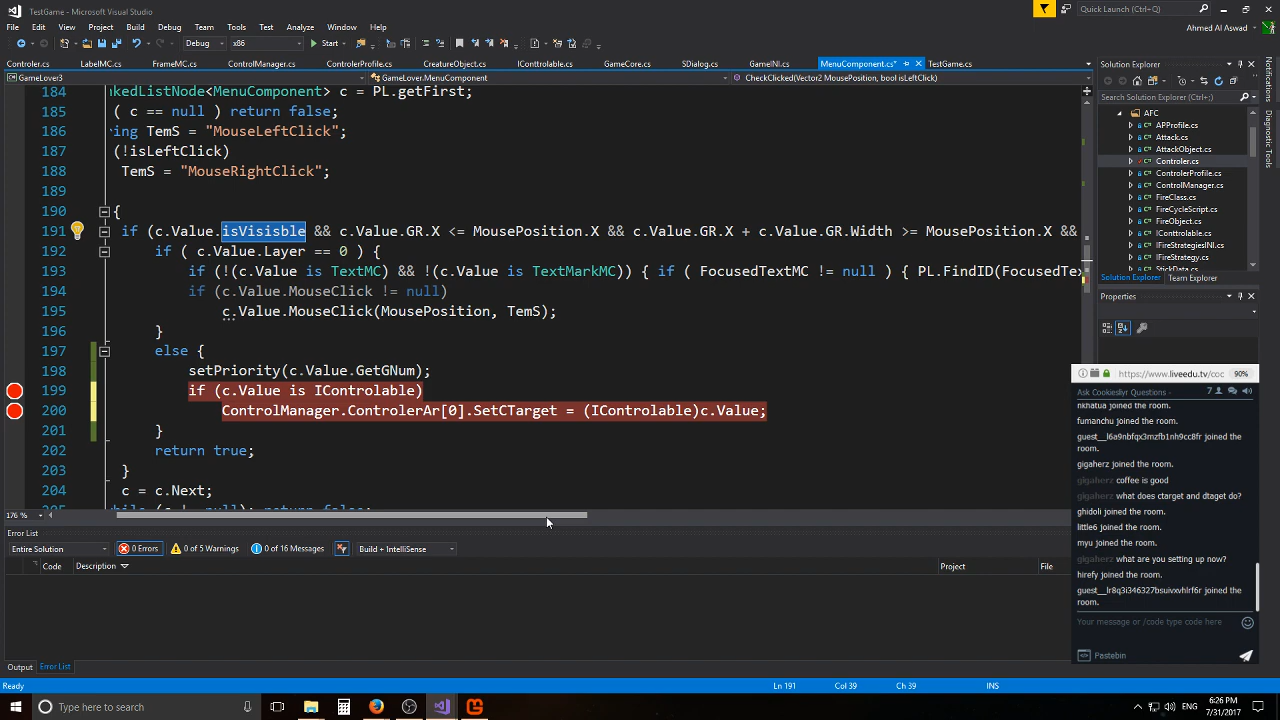 TestGame - Microsoft Visual Studio
Quick Launch (Ctrl+Q)
File Edit View Project Build Debug Team Tools Test Analyze Window Help
Ahmed Al Aswad
Debug x86 Start
Controler.cs LabelMC.cs FrameMC.cs ControlManager.cs ControlerProfile.cs CreatureObject.cs IControlable.cs GameCore.cs SDialog.cs GameINI.cs MenuComponent.cs* TestGame.cs
GameLover3 GameLover.MenuComponent CheckClicked(Vector2 MousePosition, bool isLeftClick)
184 kedListNode<MenuComponent> c = PL.getFirst;
185 ( c == null ) return false;
186 ing TemS = "MouseLeftClick";
187 (!isLeftClick)
188 TemS = "MouseRightClick";
189
190 {
191 if (c.Value.isVisisble && c.Value.GR.X <= MousePosition.X && c.Value.GR.X + c.Value.GR.Width >= MousePosition.X &&
192 if ( c.Value.Layer == 0 ) {
193 if (!(c.Value is TextMC) && !(c.Value is TextMarkMC)) { if ( FocusedTextMC != null ) { PL.FindID(FocusedTex
194 if (c.Value.MouseClick != null)
195 c.Value.MouseClick(MousePosition, TemS);
196 }
197 else {
198 setPriority(c.Value.GetGNum);
199 if (c.Value is IControlable)
200 ControlManager.ControlerAr[0].SetCTarget = (IControlable)c.Value;
201 }
202 return true;
203 }
204 c = c.Next;
205 hile (c != null); return false;
176 %
Solution Explorer
Search Solution Explorer (Ctrl+;)
AFC
APProfile.cs
Attack.cs
AttackObject.cs
Controler.cs
ControlerProfile.cs
ControlManager.cs
FireClass.cs
FireCycleScript.cs
FireObject.cs
IControlable.cs
IFireStrategiesINI.cs
IFireStrategy.cs
StickData.cs
Solution Explorer Team Explorer
Properties
Notifications
Diagnostic Tools
https://www.liveedu.tv/coc 90%
Ask Cookieslyr Questions - 7
nkhatua joined the room.
fumanchu joined the room.
guest__l6a9nbfqx3mzfb1nh9cc8fr joined the
room.
gigaherz joined the room.
gigaherz coffee is good
gigaherz what does ctarget and dtaget do?
ghidoli joined the room.
little6 joined the room.
myu joined the room.
gigaherz what are you setting up now?
hirefy joined the room.
guest__lr8q3i346327bsuivxvhlrf6r joined the
room.
Your message or /code type code here
Pastebin
Error List
Entire Solution 0 Errors 0 of 5 Warnings 0 of 16 Messages Build + IntelliSense
Code Description Project File
Output Error List
Ready Ln 191 Col 39 Ch 39 INS
Type here to search
6:26 PM
7/31/2017